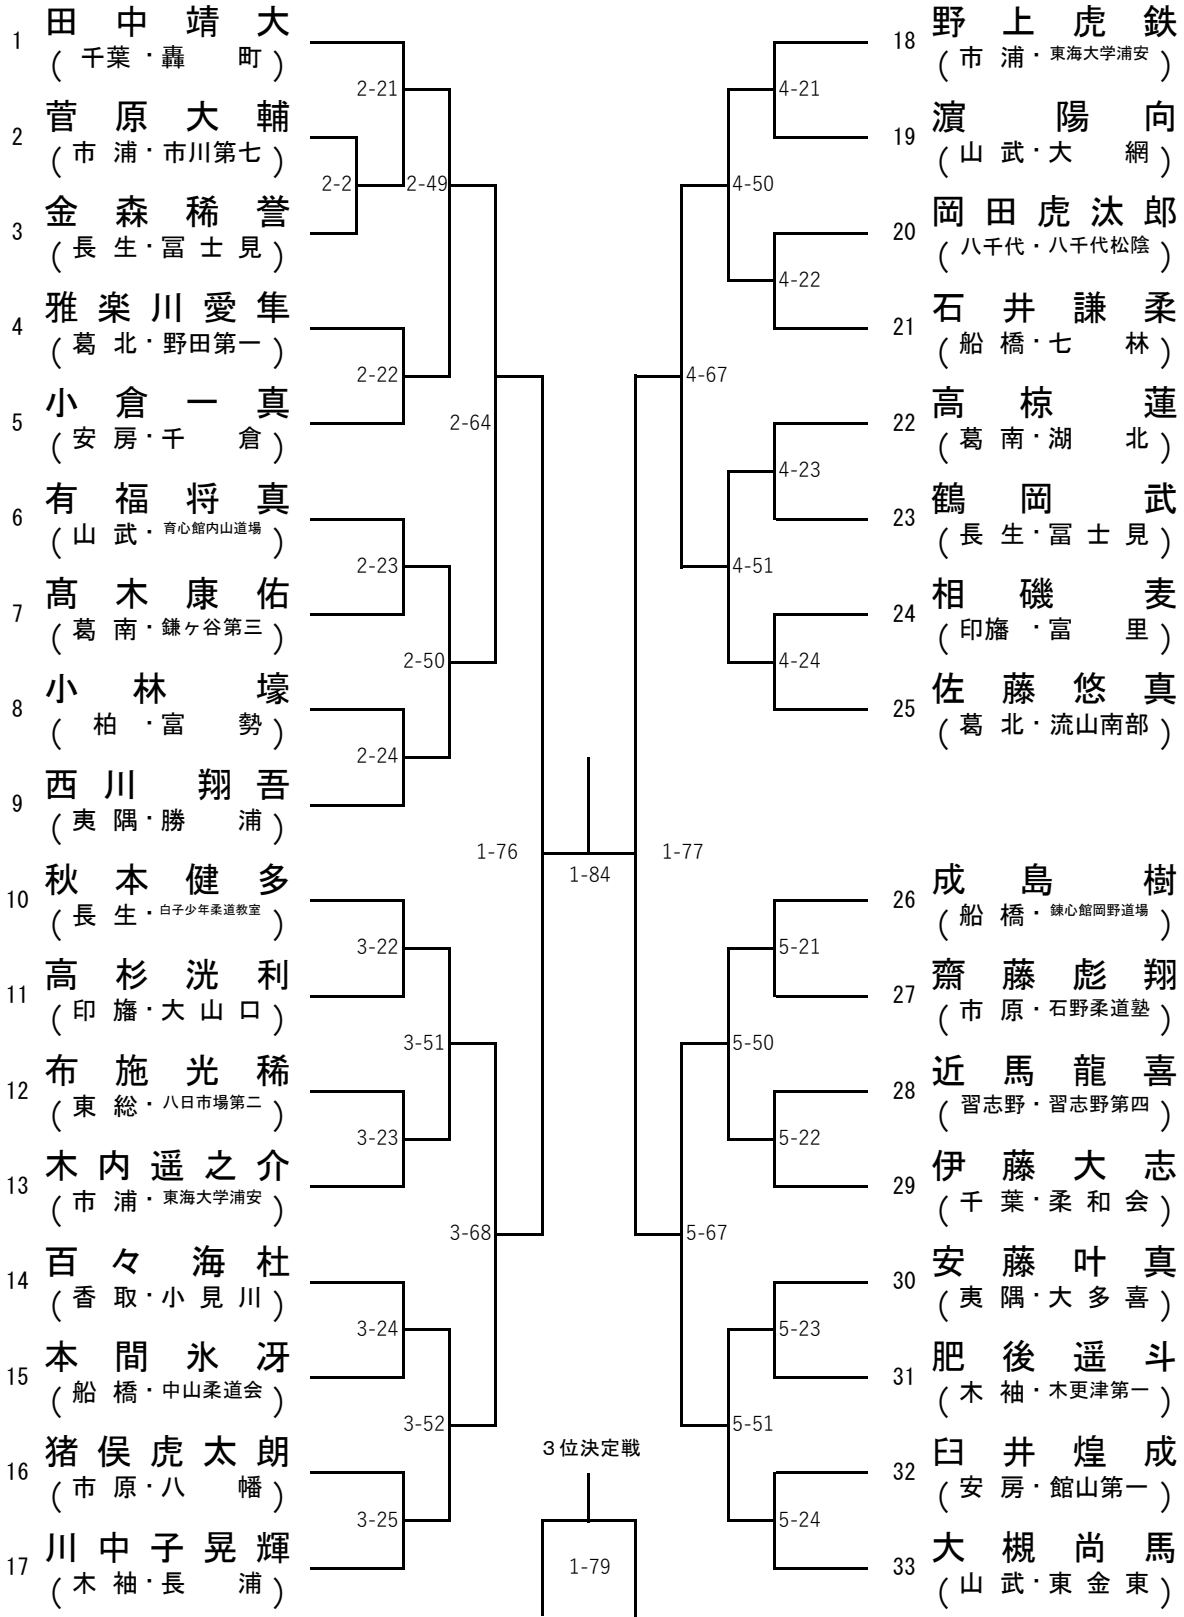 1 田中靖大
(千葉・轟町)
2-21
2 菅原大輔
(市浦・市川第七)
2-2
2-49
3 金森稀誉
(長生・冨士見)
4 雅楽川愛隼
(葛北・野田第一)
2-22
5 小倉一真
(安房・千倉)
2-64
6 有福将真
(山武・育心館内山道場)
2-23
7 髙木康佑
(葛南・鎌ヶ谷第三)
2-50
8 小林壕
(柏・富勢)
2-24
9 西川翔吾
(夷隅・勝浦)
1-76
10 秋本健多
(長生・白子少年柔道教室)
3-22
11 高杉洸利
(印旛・大山口)
3-51
12 布施光稀
(東総・八日市場第二)
3-23
13 木内遥之介
(市浦・東海大学浦安)
3-68
14 百々海杜
(香取・小見川)
3-24
15 本間氷冴
(船橋・中山柔道会)
3-52
16 猪俣虎太朗
(市原・八幡)
3-25
17 川中子晃輝
(木袖・長浦)
1-84
3位決定戦
1-79
18 野上虎鉄
(市浦・東海大学浦安)
4-21
19 濵陽向
(山武・大網)
4-50
20 岡田虎汰郎
(八千代・八千代松陰)
4-22
21 石井謙柔
(船橋・七林)
4-67
22 高椋蓮
(葛南・湖北)
4-23
23 鶴岡武
(長生・冨士見)
4-51
24 相磯麦
(印旛・富里)
4-24
25 佐藤悠真
(葛北・流山南部)
1-77
26 成島樹
(船橋・錬心館岡野道場)
5-21
27 齋藤彪翔
(市原・石野柔道塾)
5-50
28 近馬龍喜
(習志野・習志野第四)
5-22
29 伊藤大志
(千葉・柔和会)
5-67
30 安藤叶真
(夷隅・大多喜)
5-23
31 肥後遥斗
(木袖・木更津第一)
5-51
32 臼井煌成
(安房・館山第一)
5-24
33 大槻尚馬
(山武・東金東)